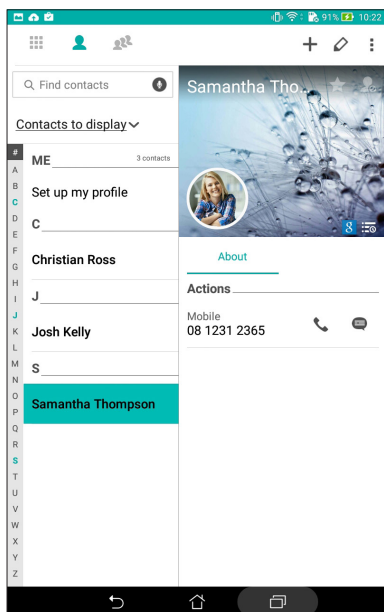 91% 10:22
Find contacts
Contacts to display
#
A
B
C
D
E
F
G
H
I
J
K
L
M
N
O
P
Q
R
S
T
U
V
W
X
Y
Z
ME 3 contacts
Set up my profile
C
Christian Ross
J
Josh Kelly
S
Samantha Thompson
Samantha Tho...
8
About
Actions
Mobile
08 1231 2365